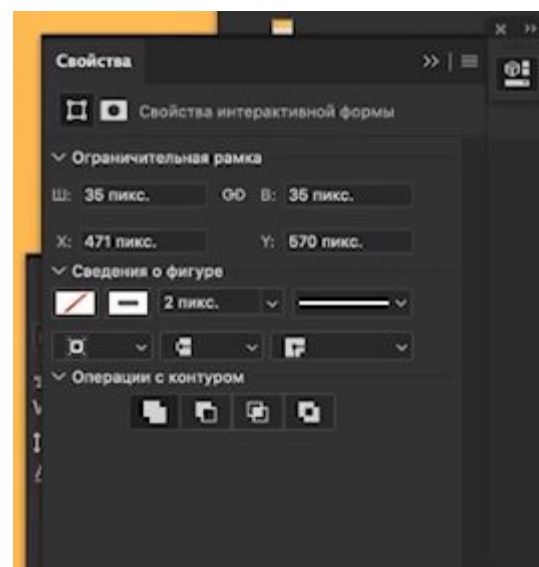 Свойства
Свойства интерактивной формы
Ограничительная рамка
Ш: 35 пикс. В: 35 пикс.
X: 471 пикс. Y: 570 пикс.
Сведения о фигуре
2 пикс.
Операции с контуром